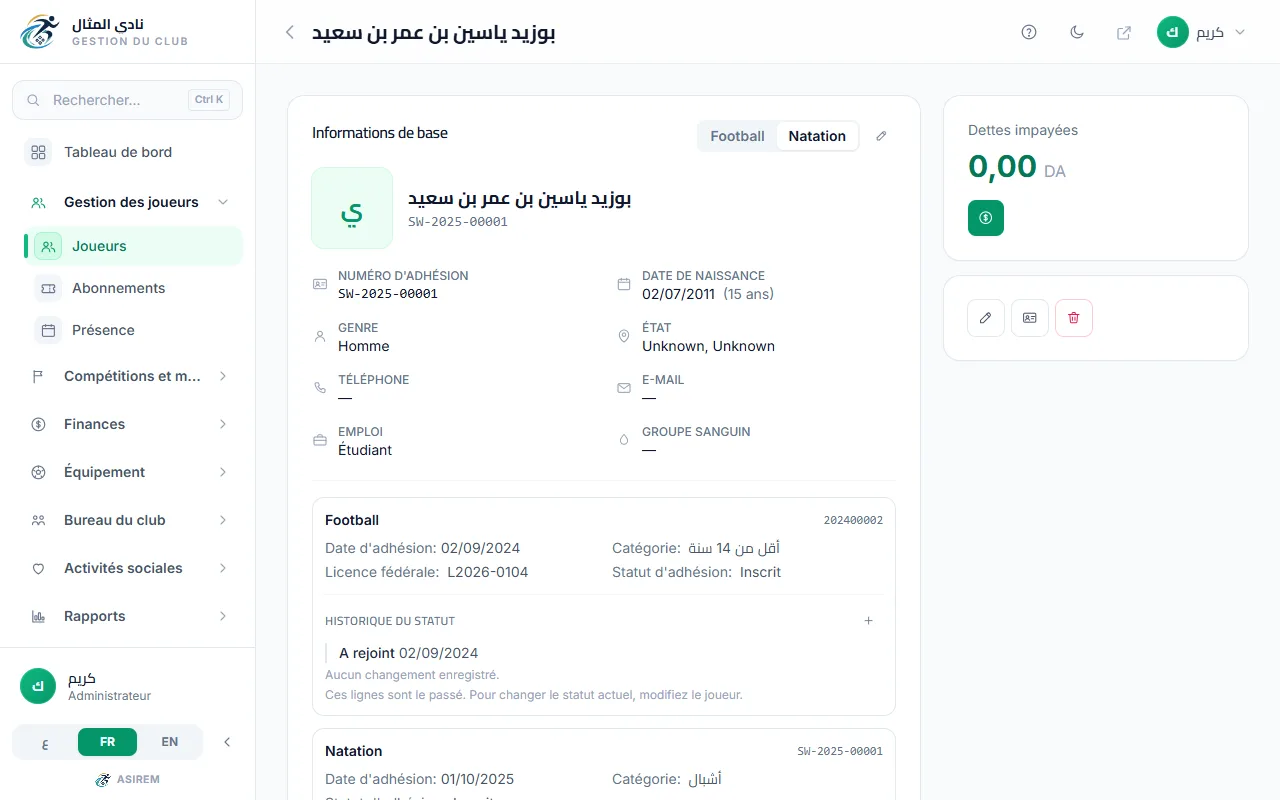 نادي المثال
GESTION DU CLUB
Rechercher...
Ctrl K
Tableau de bord
Gestion des joueurs
Joueurs
Abonnements
Présence
Compétitions et m...
Finances
Équipement
Bureau du club
Activités sociales
Rapports
ك
كريم
Administrateur
ع
FR
EN
ASIREM
بوزيد ياسين بن عمر بن سعيد
ك
كريم
Informations de base
Football
Natation
ي
بوزيد ياسين بن عمر بن سعيد
SW-2025-00001
NUMÉRO D'ADHÉSION
SW-2025-00001
DATE DE NAISSANCE
02/07/2011 (15 ans)
GENRE
Homme
ÉTAT
Unknown, Unknown
TÉLÉPHONE
—
E-MAIL
—
EMPLOI
Étudiant
GROUPE SANGUIN
—
Football
202400002
Date d'adhésion: 02/09/2024
Catégorie: أقل من 14 سنة
Licence fédérale: L2026-0104
Statut d'adhésion: Inscrit
HISTORIQUE DU STATUT
A rejoint 02/09/2024
Aucun changement enregistré.
Ces lignes sont le passé. Pour changer le statut actuel, modifiez le joueur.
Natation
SW-2025-00001
Date d'adhésion: 01/10/2025
Catégorie: أشبال
Dettes impayées
0,00 DA